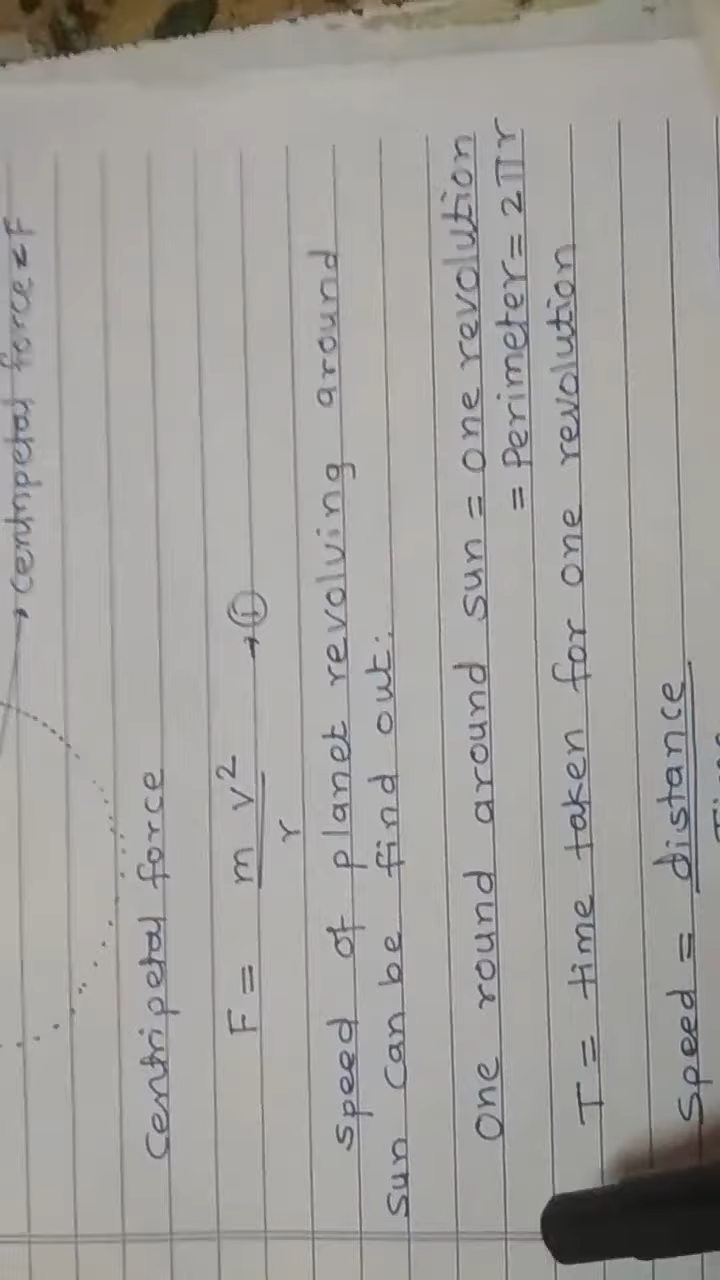 → centripetal force = F
centripetal force
F = m v² / r → ①
speed of planet revolving around
sun can be find out.
One round around sun = one revolution
= Perimeter = 2πr
T = time taken for one revolution
Speed = distance